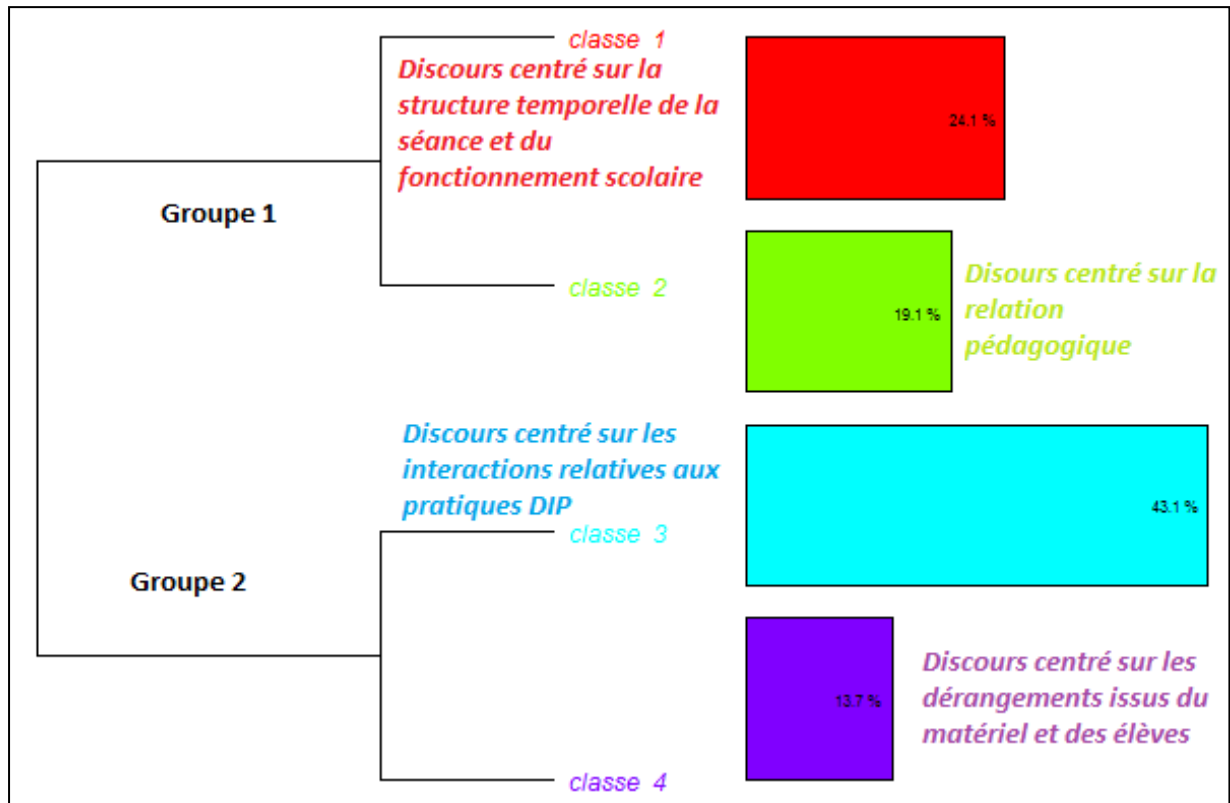 classe 1
Discours centré sur la
structure temporelle de la
séance et du
fonctionnement scolaire
24.1 %
Groupe 1
classe 2
19.1 %
Disours centré sur la
relation
pédagogique
Discours centré sur les
interactions relatives aux
pratiques DIP
classe 3
43.1 %
Groupe 2
13.7 %
Discours centré sur les
dérangements issus du
matériel et des élèves
classe 4